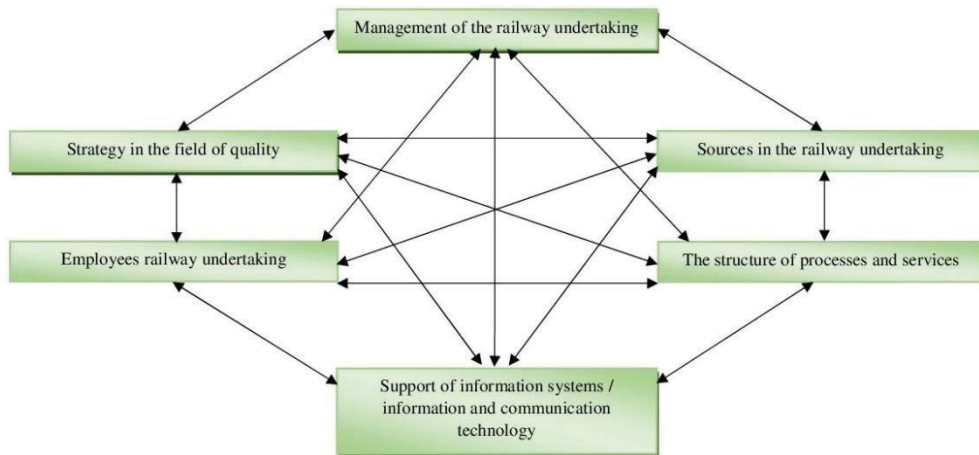 Management of the railway undertaking
Strategy in the field of quality
Sources in the railway undertaking
Employees railway undertaking
The structure of processes and services
Support of information systems /
information and communication
technology